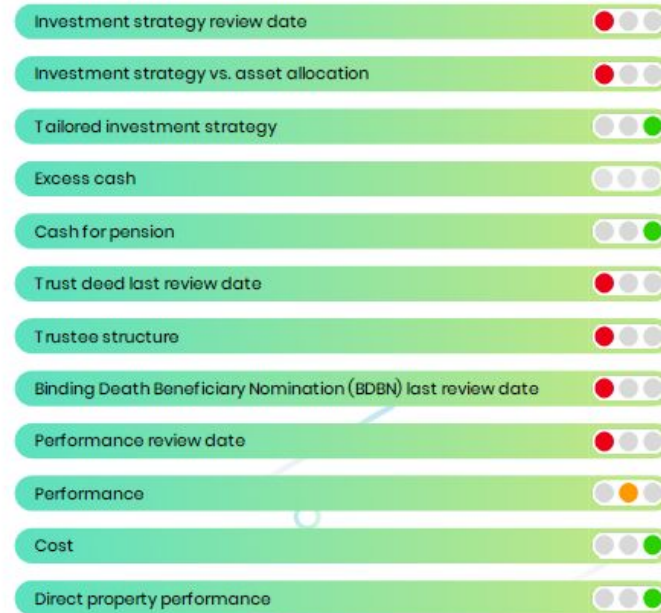 Investment strategy review date
Investment strategy vs. asset allocation
Tailored investment strategy
Excess cash
Cash for pension
Trust deed last review date
Trustee structure
Binding Death Beneficiary Nomination (BDBN) last review date
Performance review date
Performance
Cost
Direct property performance